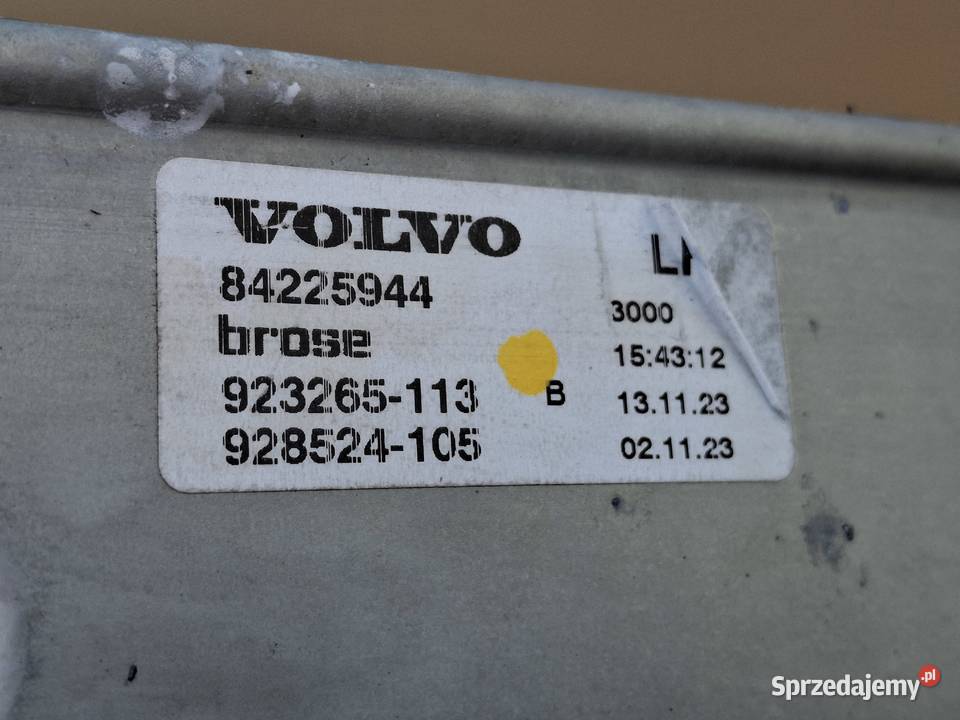 VOLVO
84225944
brose
923265-113
928524-105
B
3000
15:43:12
13.11.23
02.11.23
Sprzedajemy.pl